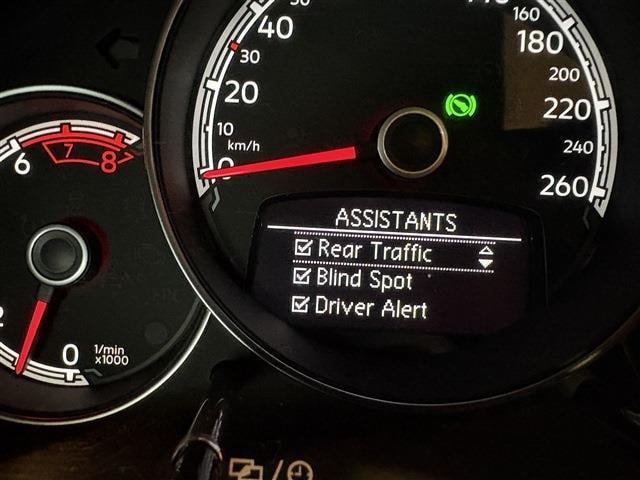 40
30
20
10
km/h
0
160
180
200
220
240
260
6
7
8
0
1/min
x1000
ASSISTANTS
Rear Traffic
Blind Spot
Driver Alert